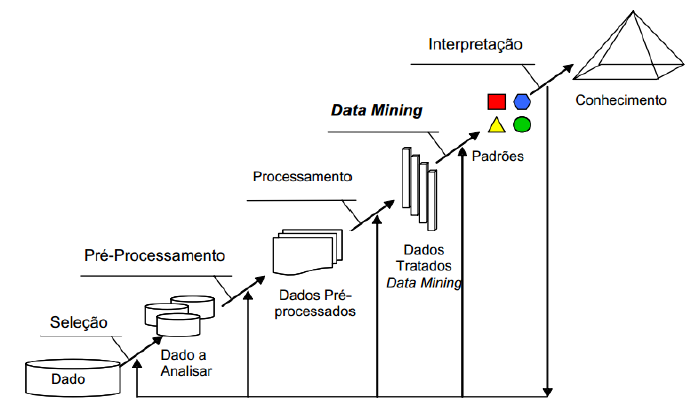 Interpretação
Conhecimento
Data Mining
Padrões
Processamento
Dados
Tratados
Data Mining
Pré-Processamento
Dados Pré-
processados
Seleção
Dado a
Analisar
Dado